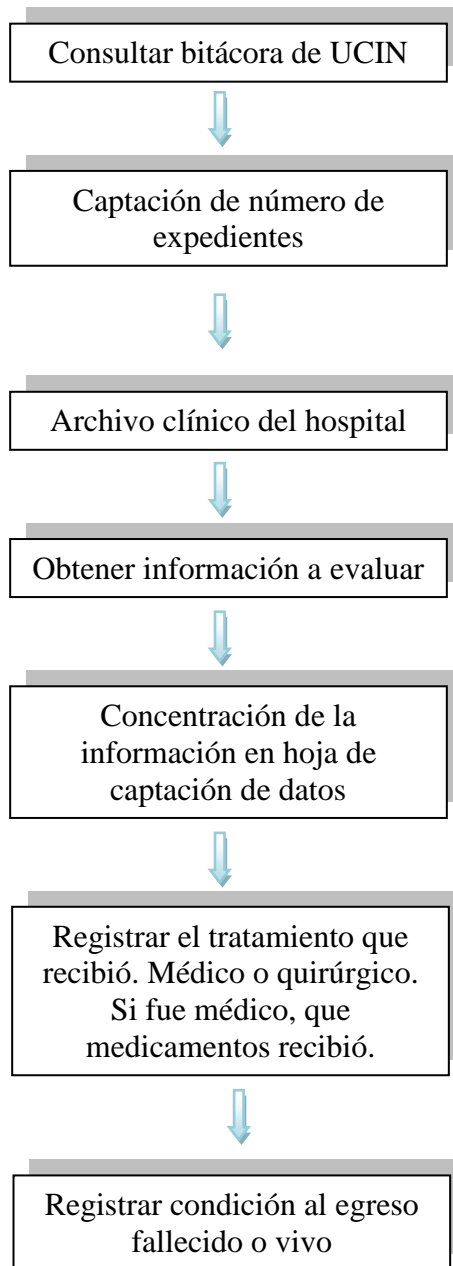 Consultar bitácora de UCIN
Captación de número de
expedientes
Archivo clínico del hospital
Obtener información a evaluar
Concentración de la
información en hoja de
captación de datos
Registrar el tratamiento que
recibió. Médico o quirúrgico.
Si fue médico, que
medicamentos recibió.
Registrar condición al egreso
fallecido o vivo